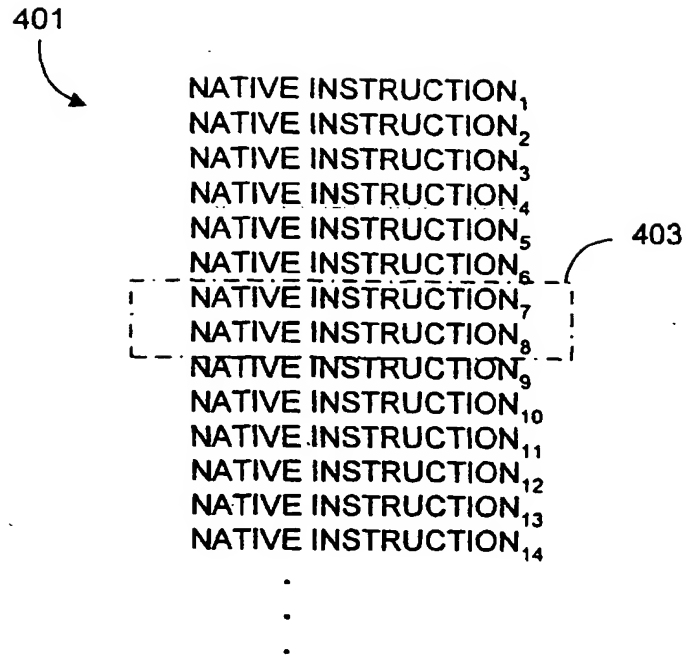 401
NATIVE INSTRUCTION₁
NATIVE INSTRUCTION₂
NATIVE INSTRUCTION₃
NATIVE INSTRUCTION₄
NATIVE INSTRUCTION₅
403
NATIVE INSTRUCTION₆
NATIVE INSTRUCTION₇
NATIVE INSTRUCTION₈
NATIVE INSTRUCTION₉
NATIVE INSTRUCTION₁₀
NATIVE INSTRUCTION₁₁
NATIVE INSTRUCTION₁₂
NATIVE INSTRUCTION₁₃
NATIVE INSTRUCTION₁₄